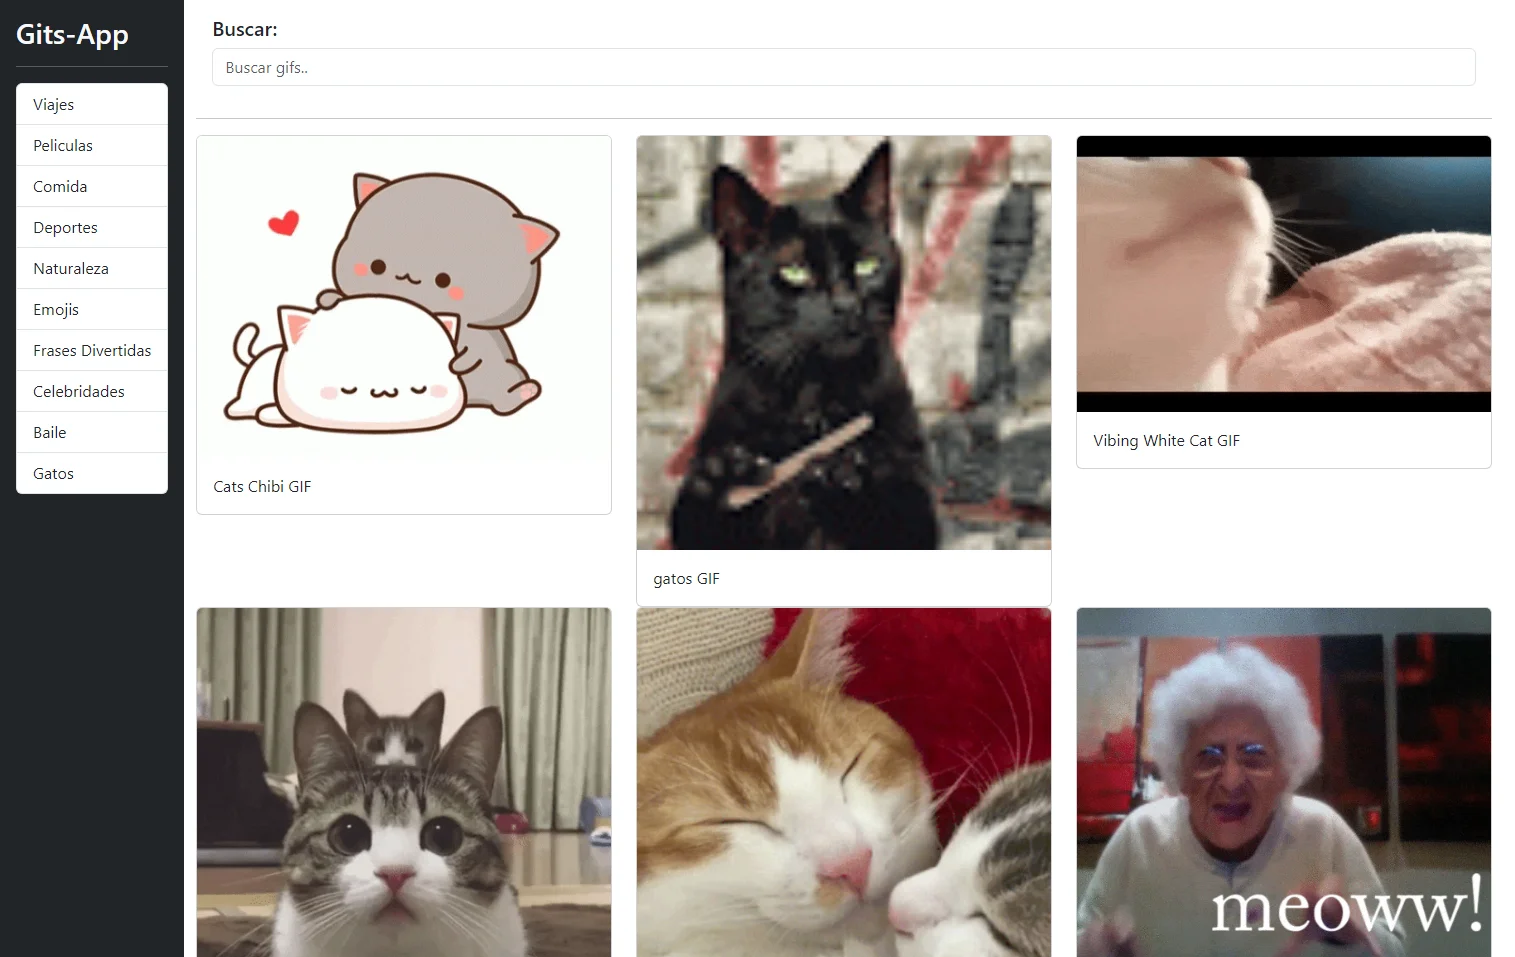 Gits-App
Viajes
Peliculas
Comida
Deportes
Naturaleza
Emojis
Frases Divertidas
Celebridades
Baile
Gatos
Buscar:
Buscar gifs..
Cats Chibi GIF
gatos GIF
Vibing White Cat GIF
meoww!